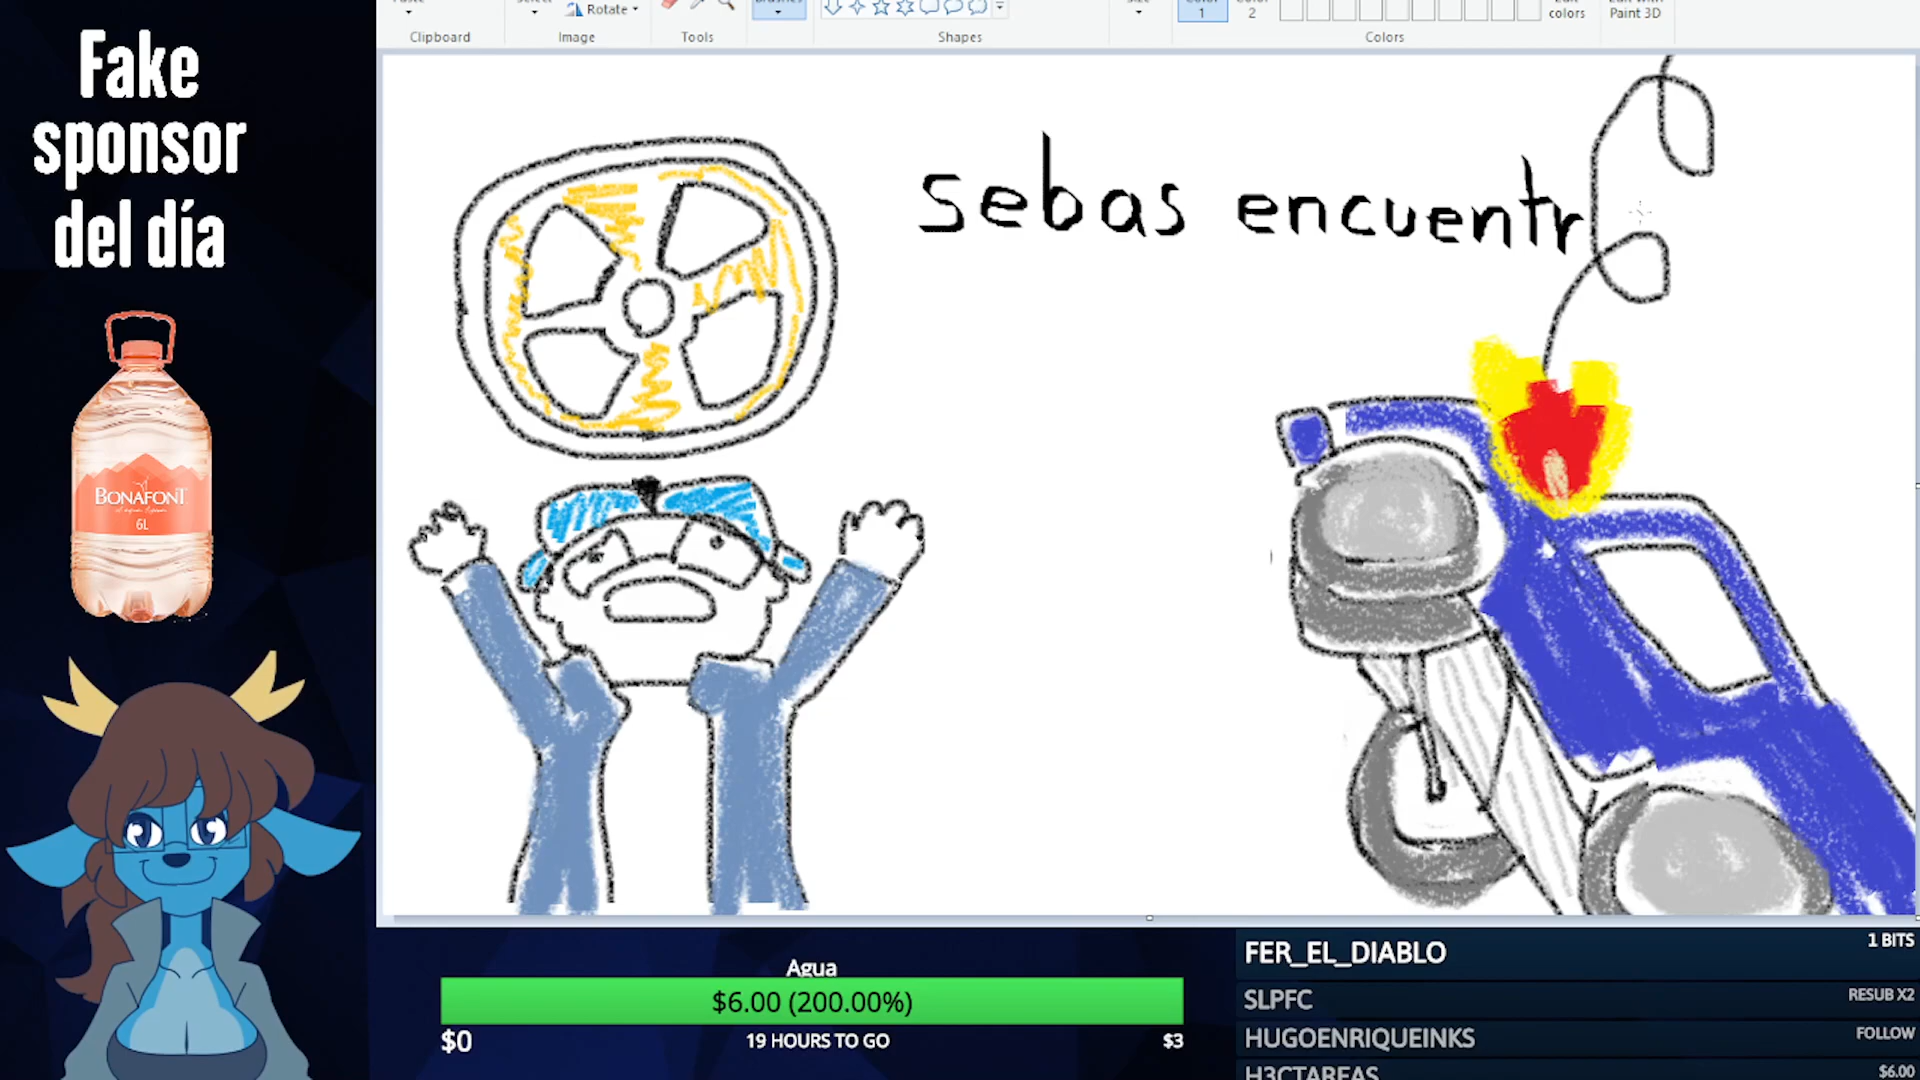 Fake
sponsor
del día
BONAFONT
6L
Rotate
Clipboard
Image
Tools
Shapes
1
2
colors
Paint 3D
Colors
sebas encuentr
Agua
$6.00 (200.00%)
$0
19 HOURS TO GO
$3
FER_EL_DIABLO
1 BITS
SLPFC
RESUB X2
HUGOENRIQUEINKS
FOLLOW
H3CTAREAS
$6.00